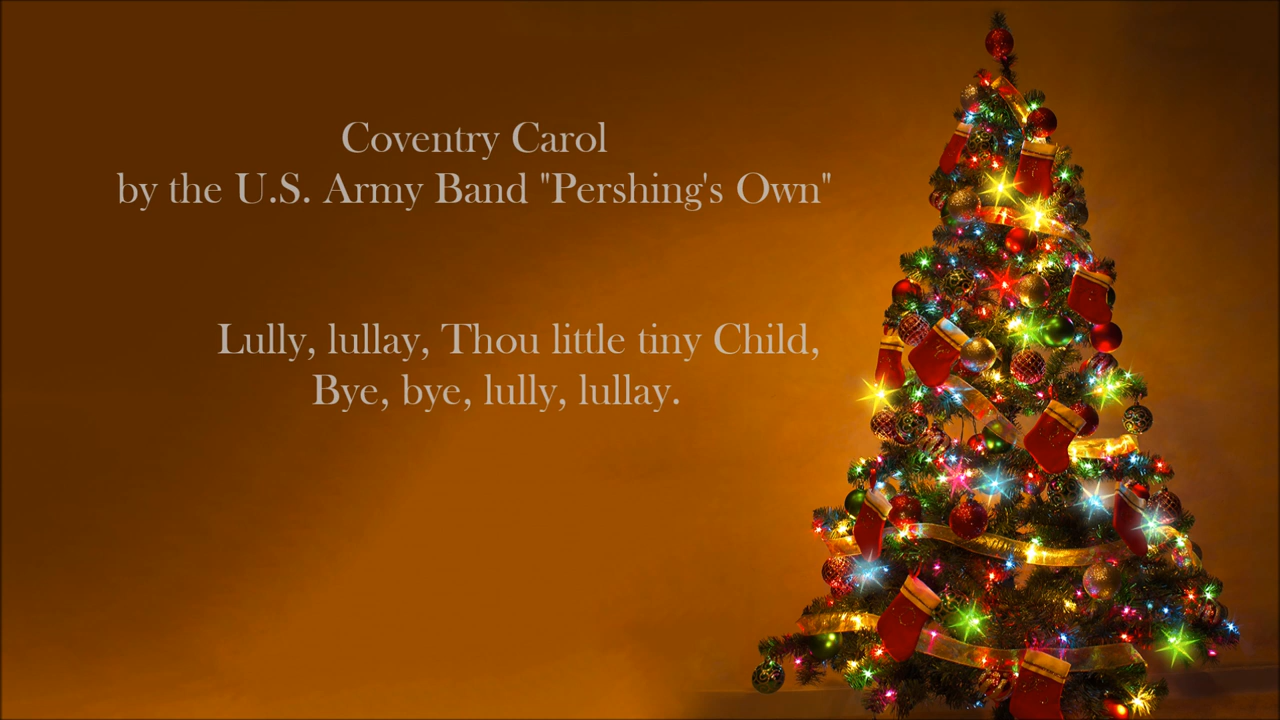 Coventry Carol
by the U.S. Army Band "Pershing's Own"
Lully, lullay, Thou little tiny Child,
Bye, bye, lully, lullay.